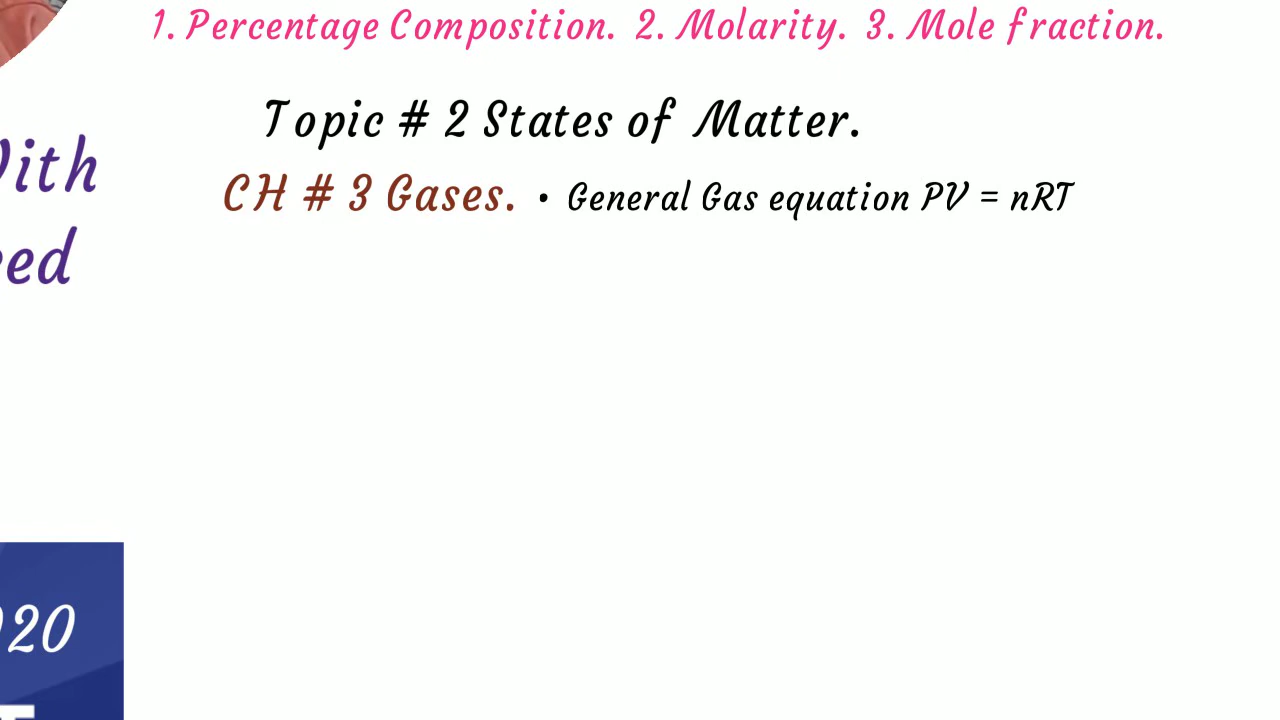 1. Percentage Composition. 2. Molarity. 3. Mole fraction.
Topic # 2 States of Matter.
CH # 3 Gases. • General Gas equation PV = nRT